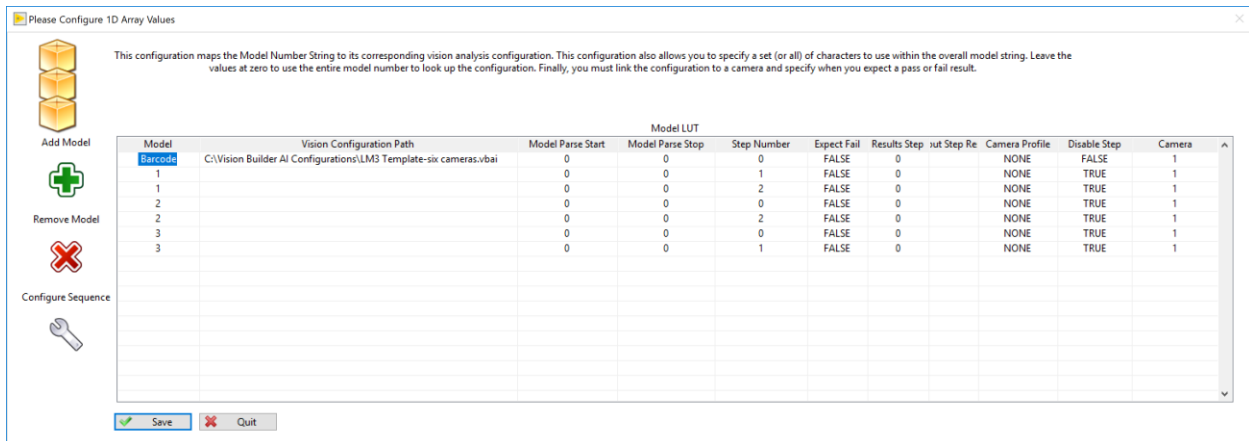 Please Configure 1D Array Values
This configuration maps the Model Number String to its corresponding vision analysis configuration. This configuration also allows you to specify a set (or all) of characters to use within the overall model string. Leave the
values at zero to use the entire model number to look up the configuration. Finally, you must link the configuration to a camera and specify when you expect a pass or fail result.
Model LUT
Add Model
Remove Model
Configure Sequence
Model Vision Configuration Path Model Parse Start Model Parse Stop Step Number Expect Fail Results Step ut Step Re Camera Profile Disable Step Camera
Barcode C:\Vision Builder AI Configurations\LM3 Template-six cameras.vbai 0 0 0 FALSE 0 NONE FALSE 1
1 0 0 1 FALSE 0 NONE TRUE 1
1 0 0 2 FALSE 0 NONE TRUE 1
2 0 0 0 FALSE 0 NONE TRUE 1
2 0 0 2 FALSE 0 NONE TRUE 1
3 0 0 0 FALSE 0 NONE TRUE 1
3 0 0 1 FALSE 0 NONE TRUE 1
Save Quit